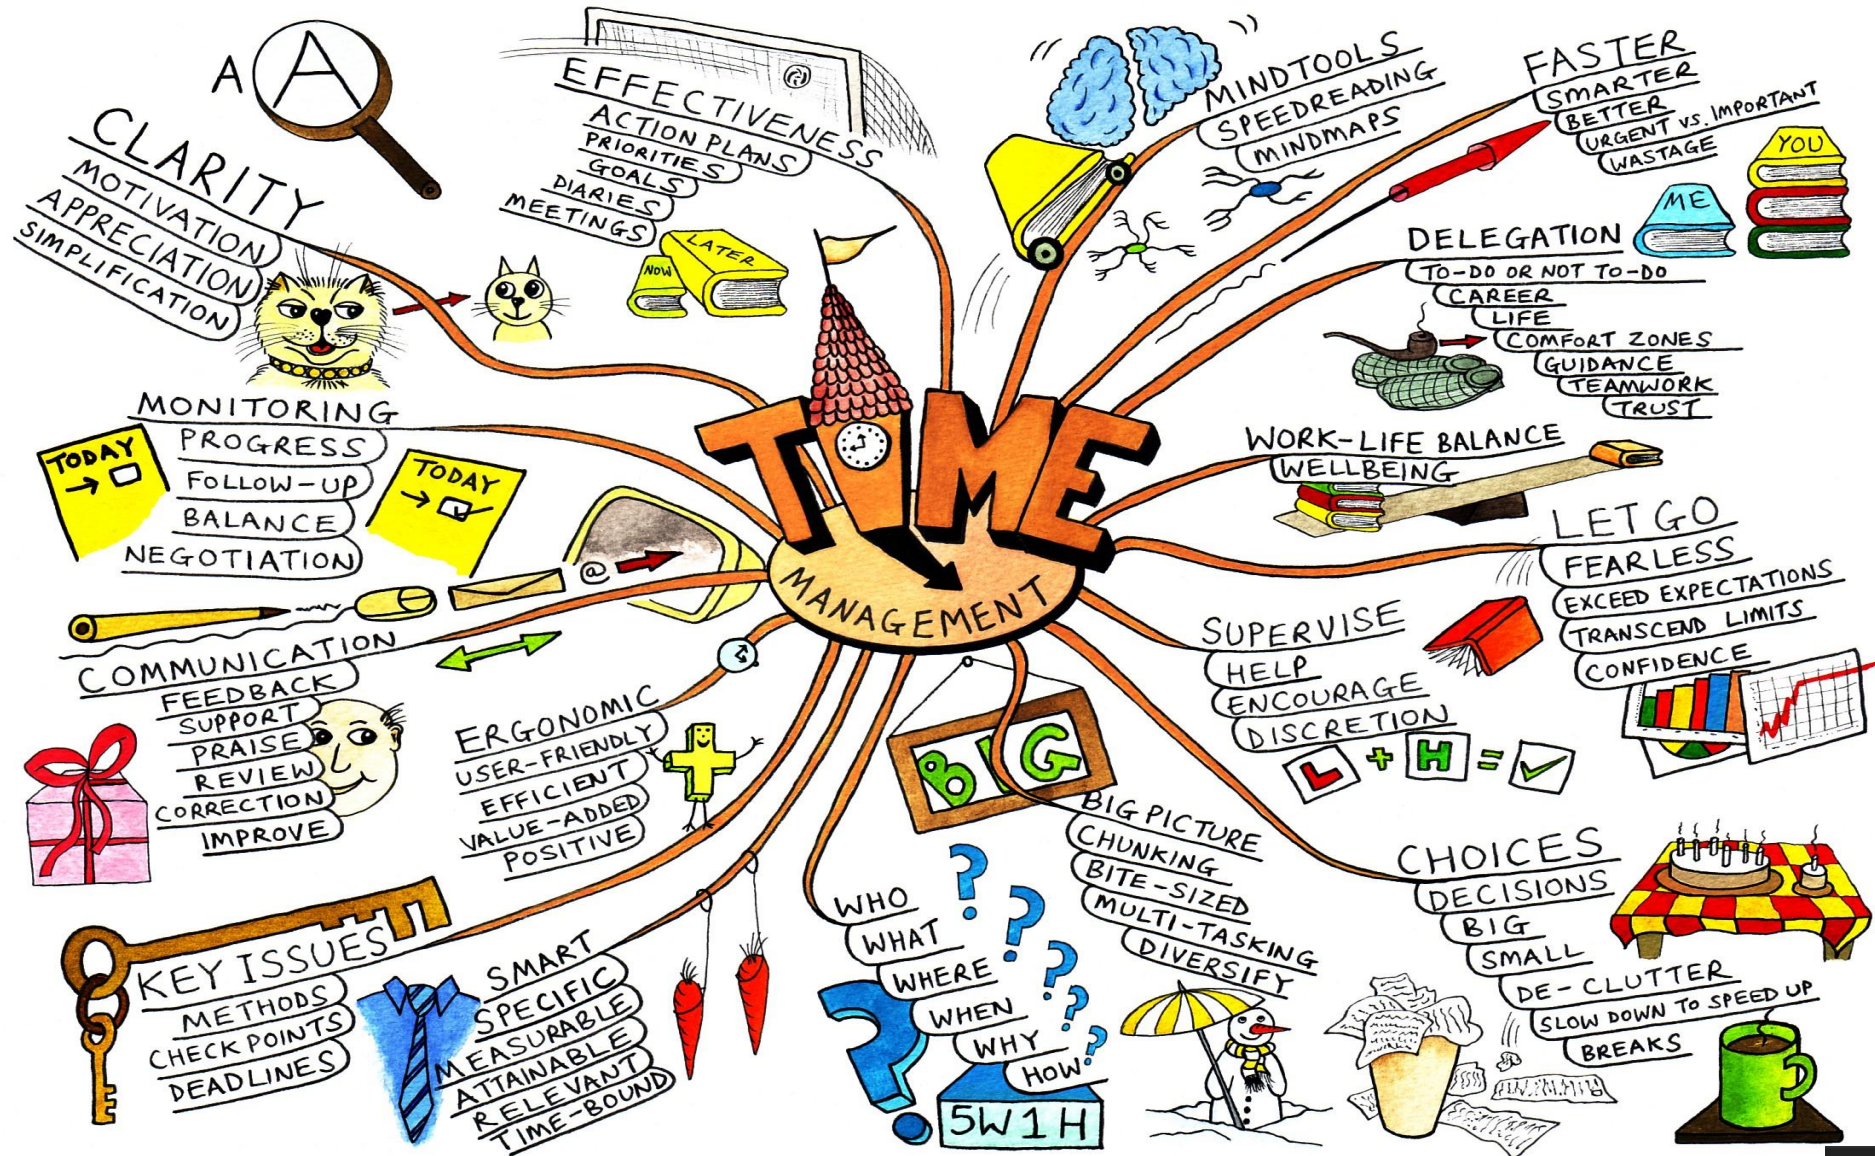 TIME
MANAGEMENT
A
A
CLARITY
MOTIVATION
APPRECIATION
SIMPLIFICATION
EFFECTIVENESS
ACTION PLANS
PRIORITIES
GOALS
DIARIES
MEETINGS
NOW
LATER
MINDTOOLS
SPEEDREADING
MINDMAPS
FASTER
SMARTER
BETTER
URGENT VS. IMPORTANT
WASTAGE
ME
YOU
DELEGATION
TO-DO OR NOT TO-DO
CAREER
LIFE
COMFORT ZONES
GUIDANCE
TEAMWORK
TRUST
WORK-LIFE BALANCE
WELLBEING
LET GO
FEARLESS
EXCEED EXPECTATIONS
TRANSCEND LIMITS
CONFIDENCE
SUPERVISE
HELP
ENCOURAGE
DISCRETION
L + H =
CHOICES
DECISIONS
BIG
SMALL
DE-CLUTTER
SLOW DOWN TO SPEED UP
BREAKS
BIG
BIG PICTURE
CHUNKING
BITE-SIZED
MULTI-TASKING
DIVERSIFY
WHO
WHAT
WHERE
WHEN
WHY
HOW
? ? ? ? ?
?
5W1H
SMART
SPECIFIC
MEASURABLE
ATTAINABLE
RELEVANT
TIME-BOUND
KEY ISSUES
METHODS
CHECKPOINTS
DEADLINES
ERGONOMIC
USER-FRIENDLY
EFFICIENT
VALUE-ADDED
POSITIVE
COMMUNICATION
FEEDBACK
SUPPORT
PRAISE
REVIEW
CORRECTION
IMPROVE
@
MONITORING
PROGRESS
FOLLOW-UP
BALANCE
NEGOTIATION
TODAY
TODAY